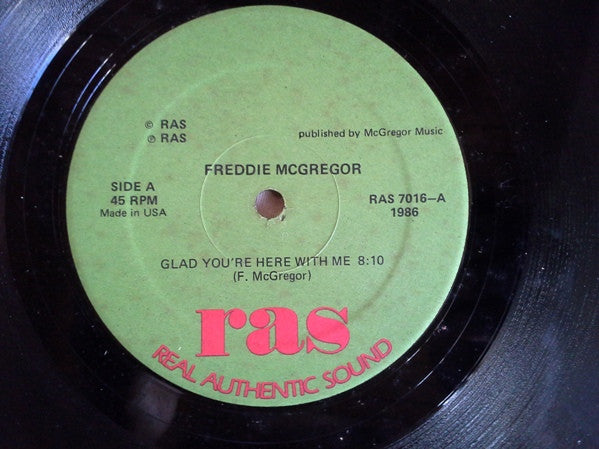 © RAS
℗ RAS
published by McGregor Music
FREDDIE MCGREGOR
SIDE A
45 RPM
Made in USA
RAS 7016-A
1986
GLAD YOU'RE HERE WITH ME 8:10
(F. McGregor)
ras
REAL AUTHENTIC SOUND